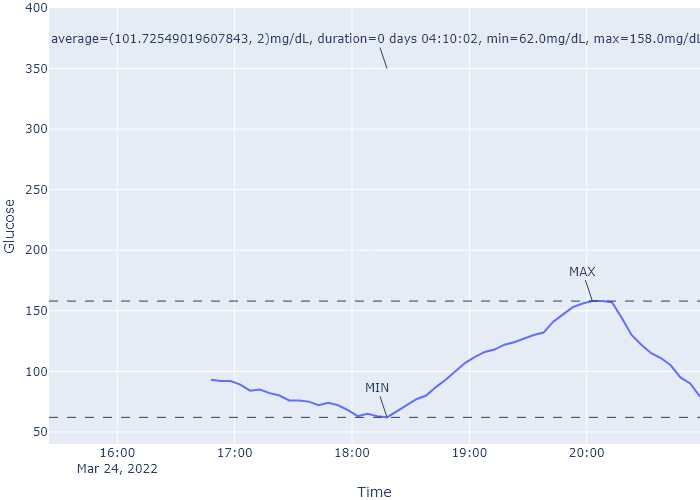 400
average=(101.72549019607843, 2)mg/dL, duration=0 days 04:10:02, min=62.0mg/dL, max=158.0mg/dL
350
300
250
Glucose
200
MAX
150
100
MIN
50
16:00 17:00 18:00 19:00 20:00
Mar 24, 2022
Time